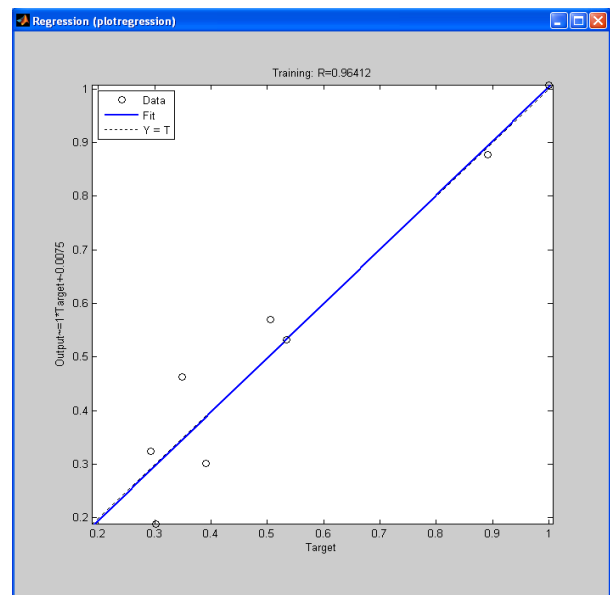 Regression (plotregression)
Training: R=0.96412
Data
Fit
Y = T
Output~=1*Target+-0.0075
1
0.9
0.8
0.7
0.6
0.5
0.4
0.3
0.2
0.2 0.3 0.4 0.5 0.6 0.7 0.8 0.9 1
Target